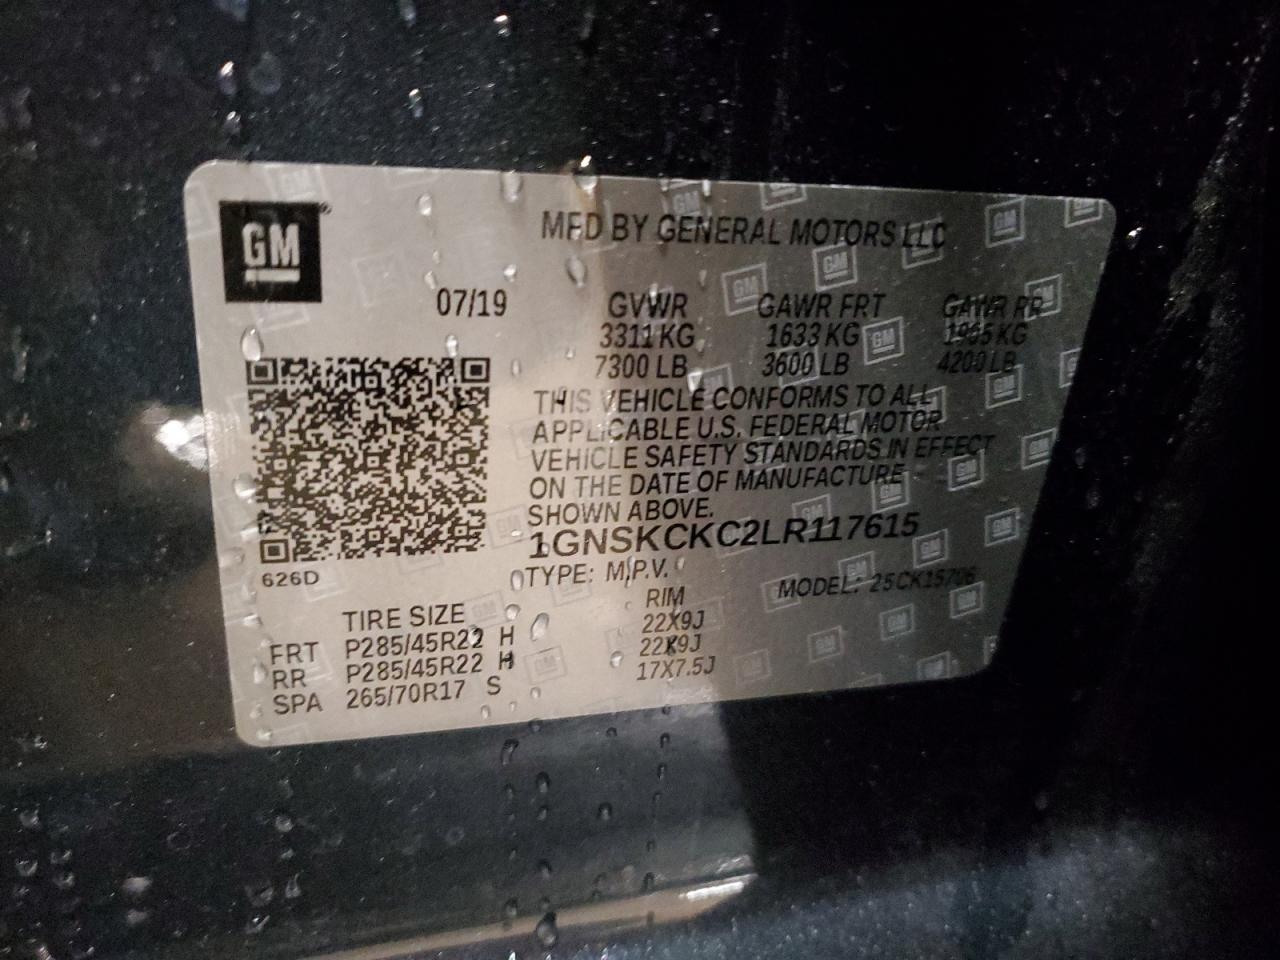 GM
MFD BY GENERAL MOTORS LLC
07/19 GVWR GAWR FRT GAWR RR
3311 KG 1633 KG 1905 KG
7300 LB 3600 LB 4200 LB
THIS VEHICLE CONFORMS TO ALL
APPLICABLE U.S. FEDERAL MOTOR
VEHICLE SAFETY STANDARDS IN EFFECT
ON THE DATE OF MANUFACTURE
SHOWN ABOVE.
1GNSKCKC2LR117615
626D
TYPE: M.P.V. MODEL: 25CK15706
TIRE SIZE RIM
FRT P285/45R22 H 22X9J
RR P285/45R22 H 22X9J
SPA 265/70R17 S 17X7.5J